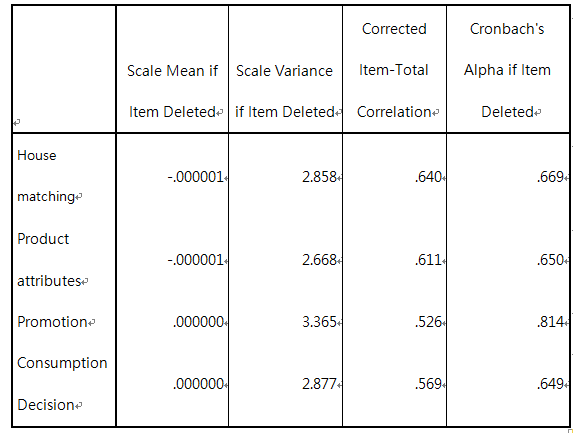 Corrected Cronbach's
Scale Mean if Scale Variance Item-Total Alpha if Item
Item Deleted if Item Deleted Correlation Deleted
House
matching -.000001 2.858 .640 .669
Product
attributes -.000001 2.668 .611 .650
Promotion .000000 3.365 .526 .814
Consumption
Decision .000000 2.877 .569 .649